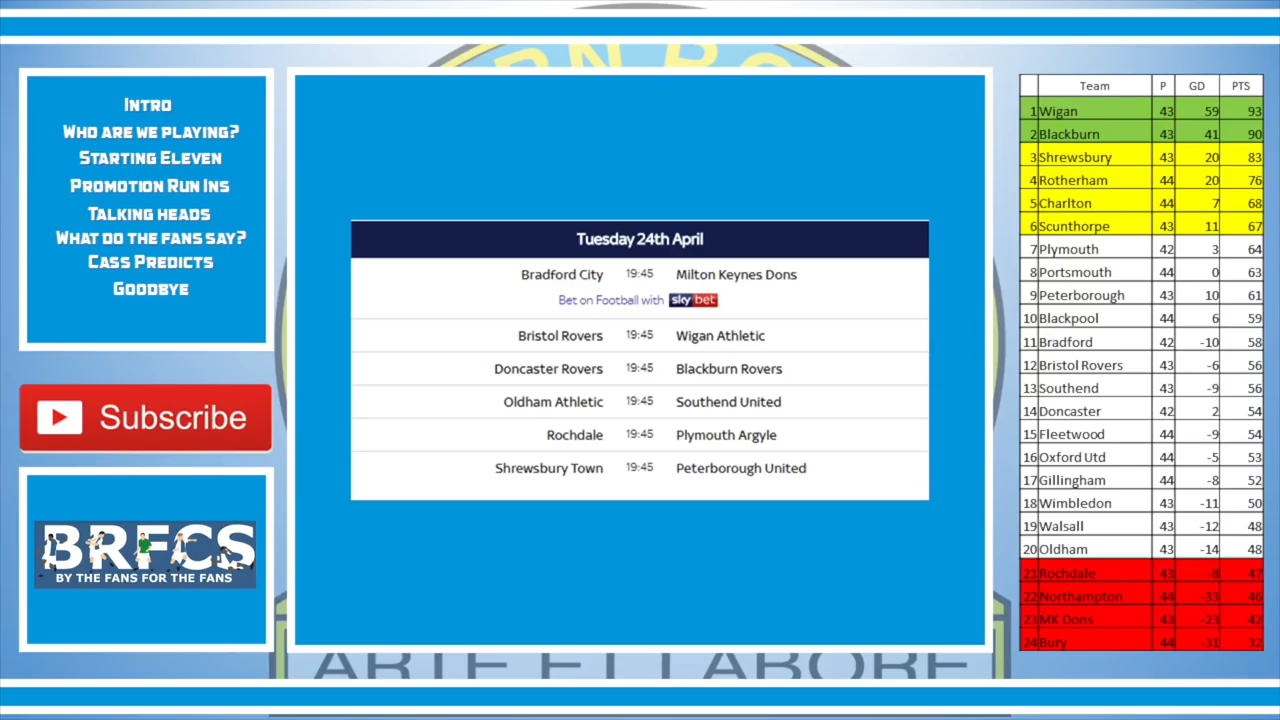 RN RO
INTRO
WHO ARE WE PLAYING?
STARTING ELEVEN
PROMOTION RUN INS
TALKING HEADS
WHAT DO THE FANS SAY?
CASS PREDICTS
GOODBYE
Subscribe
BRFCS
BY THE FANS FOR THE FANS
Tuesday 24th April
Bradford City 19:45 Milton Keynes Dons
Bet on Football with sky bet
Bristol Rovers 19:45 Wigan Athletic
Doncaster Rovers 19:45 Blackburn Rovers
Oldham Athletic 19:45 Southend United
Rochdale 19:45 Plymouth Argyle
Shrewsbury Town 19:45 Peterborough United
Team P GD PTS
1 Wigan 43 59 93
2 Blackburn 43 41 90
3 Shrewsbury 43 20 83
4 Rotherham 44 20 76
5 Charlton 44 7 68
6 Scunthorpe 43 11 67
7 Plymouth 42 3 64
8 Portsmouth 44 0 63
9 Peterborough 43 10 61
10 Blackpool 44 6 59
11 Bradford 42 -10 58
12 Bristol Rovers 43 -6 56
13 Southend 43 -9 56
14 Doncaster 42 2 54
15 Fleetwood 44 -9 54
16 Oxford Utd 44 -5 53
17 Gillingham 44 -8 52
18 Wimbledon 43 -11 50
19 Walsall 43 -12 48
20 Oldham 43 -14 48
21 Rochdale 43 -8 47
22 Northampton 44 -33 46
23 MK Dons 43 -23 42
24 Bury 44 -31 32
ARTE ET LABORE